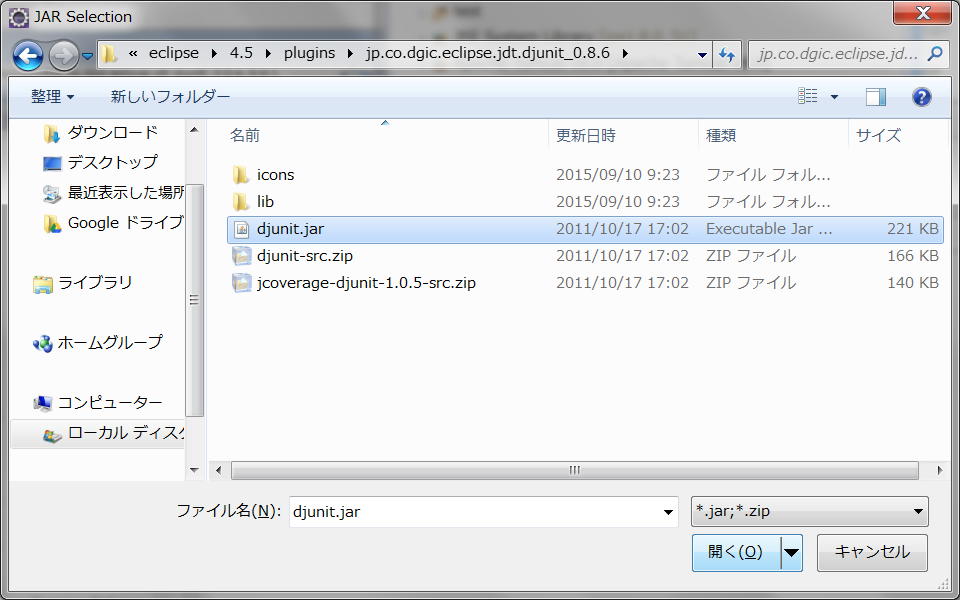 JAR Selection
« eclipse ▸ 4.5 ▸ plugins ▸ jp.co.dgic.eclipse.jdt.djunit_0.8.6 ▸
jp.co.dgic.eclipse.jd...
整理 新しいフォルダー
ダウンロード
デスクトップ
最近表示した場所
Google ドライブ
ライブラリ
ホームグループ
コンピューター
ローカル ディスク
名前 更新日時 種類 サイズ
icons 2015/09/10 9:23 ファイル フォル...
lib 2015/09/10 9:23 ファイル フォル...
djunit.jar 2011/10/17 17:02 Executable Jar ... 221 KB
djunit-src.zip 2011/10/17 17:02 ZIP ファイル 166 KB
jcoverage-djunit-1.0.5-src.zip 2011/10/17 17:02 ZIP ファイル 140 KB
ファイル名(N): djunit.jar *.jar;*.zip
開く(O) キャンセル